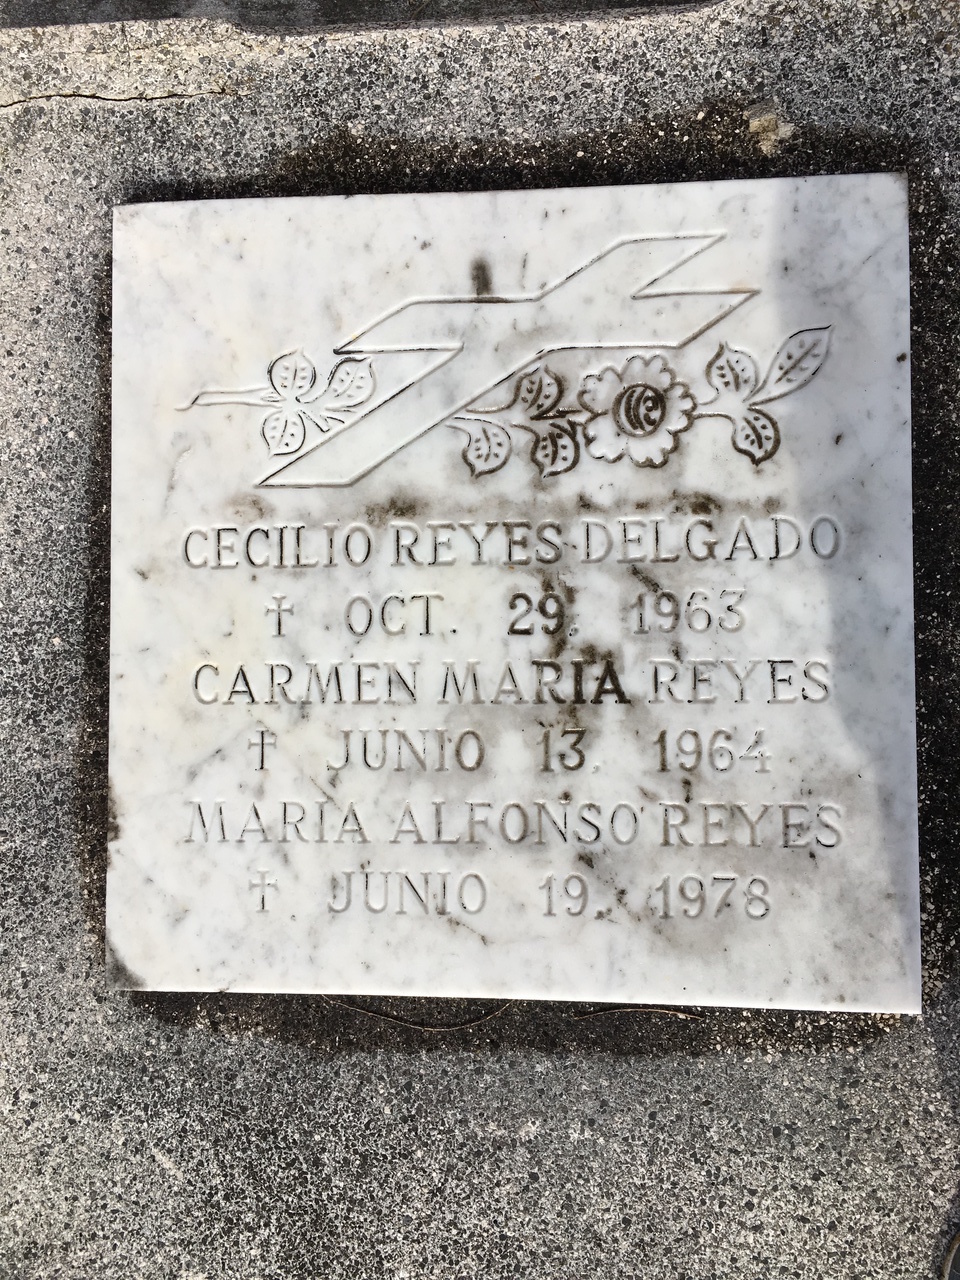 CECILIO REYES DELGADO
† OCT. 29, 1963
CARMEN MARIA REYES
† JUNIO 13, 1964
MARIA ALFONSO REYES
† JUNIO 19, 1978